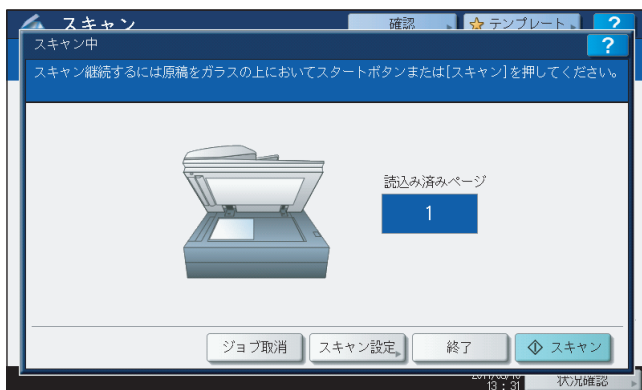 スキャン
確認
テンプレート
?
スキャン中
?
スキャン継続するには原稿をガラスの上においてスタートボタンまたは[スキャン]を押してください。
読込み済みページ
1
ジョブ取消
スキャン設定
終了
スキャン
13 : 31
状況確認